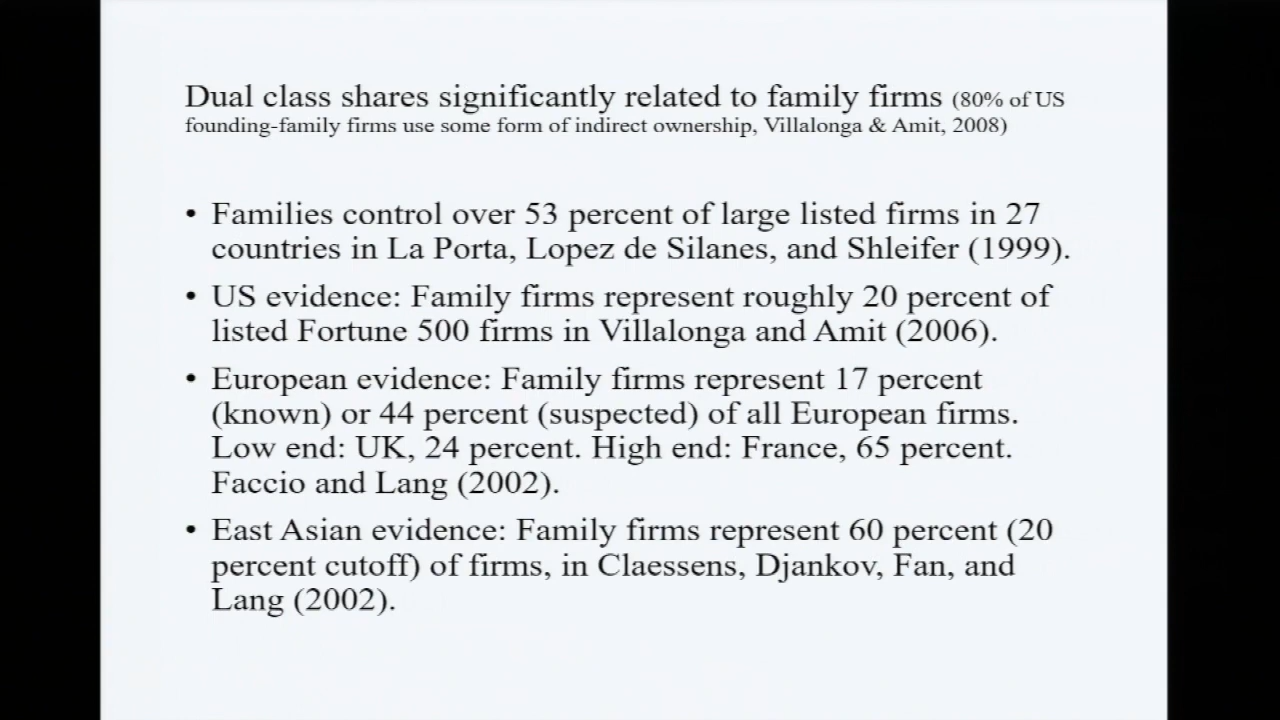 Dual class shares significantly related to family firms (80% of US
founding-family firms use some form of indirect ownership, Villalonga & Amit, 2008)
• Families control over 53 percent of large listed firms in 27
countries in La Porta, Lopez de Silanes, and Shleifer (1999).
• US evidence: Family firms represent roughly 20 percent of
listed Fortune 500 firms in Villalonga and Amit (2006).
• European evidence: Family firms represent 17 percent
(known) or 44 percent (suspected) of all European firms.
Low end: UK, 24 percent. High end: France, 65 percent.
Faccio and Lang (2002).
• East Asian evidence: Family firms represent 60 percent (20
percent cutoff) of firms, in Claessens, Djankov, Fan, and
Lang (2002).